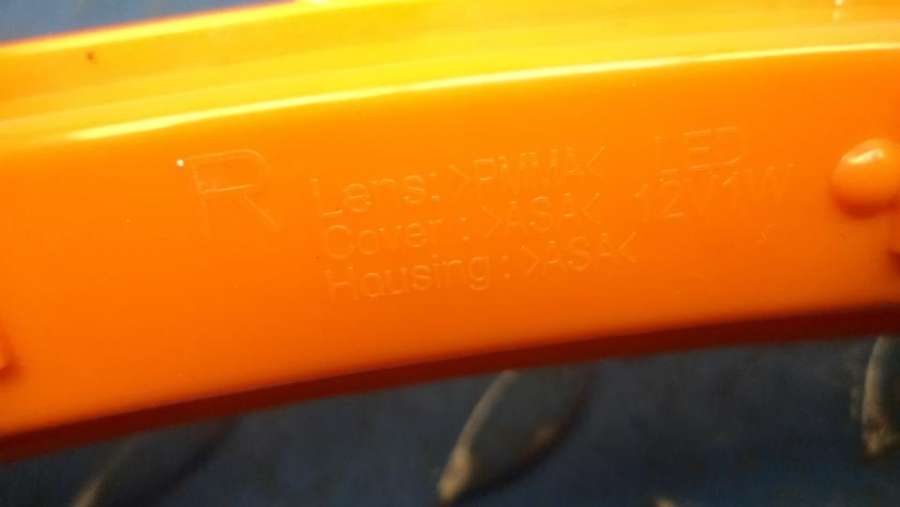 R
Lens: >PMMA< LED
Cover : >ASA< 12V1W
Housing : >ASA<